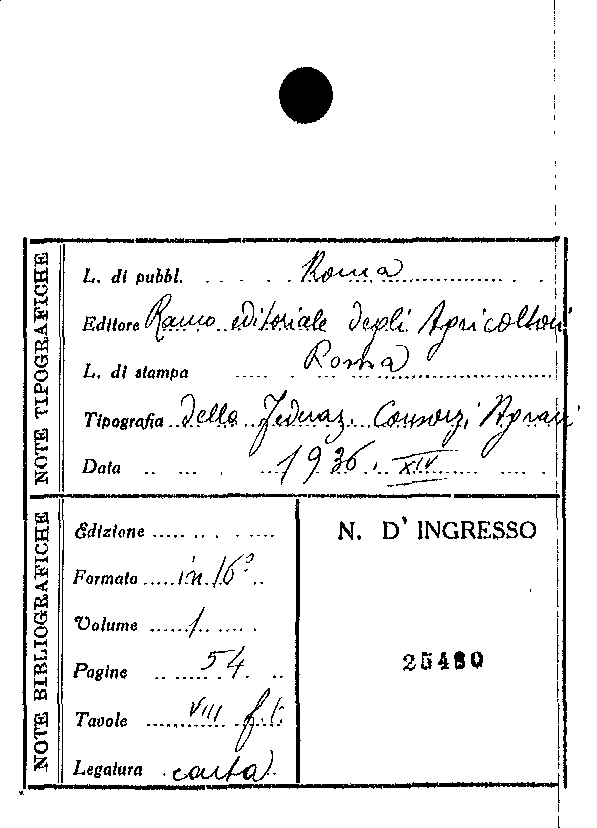 NOTE TIPOGRAFICHE
L. di pubbl. Roma
Editore Ramo editoriale degli Agricoltori
L. di stampa Roma
Tipografia della Federaz. Consorzi Agrari
Data 1936. XIV
NOTE BIBLIOGRAFICHE
Edizione
Formato in 16°
Volume 1
Pagine 54
Tavole VIII f.t.
Legatura carta
N. D' INGRESSO
25480